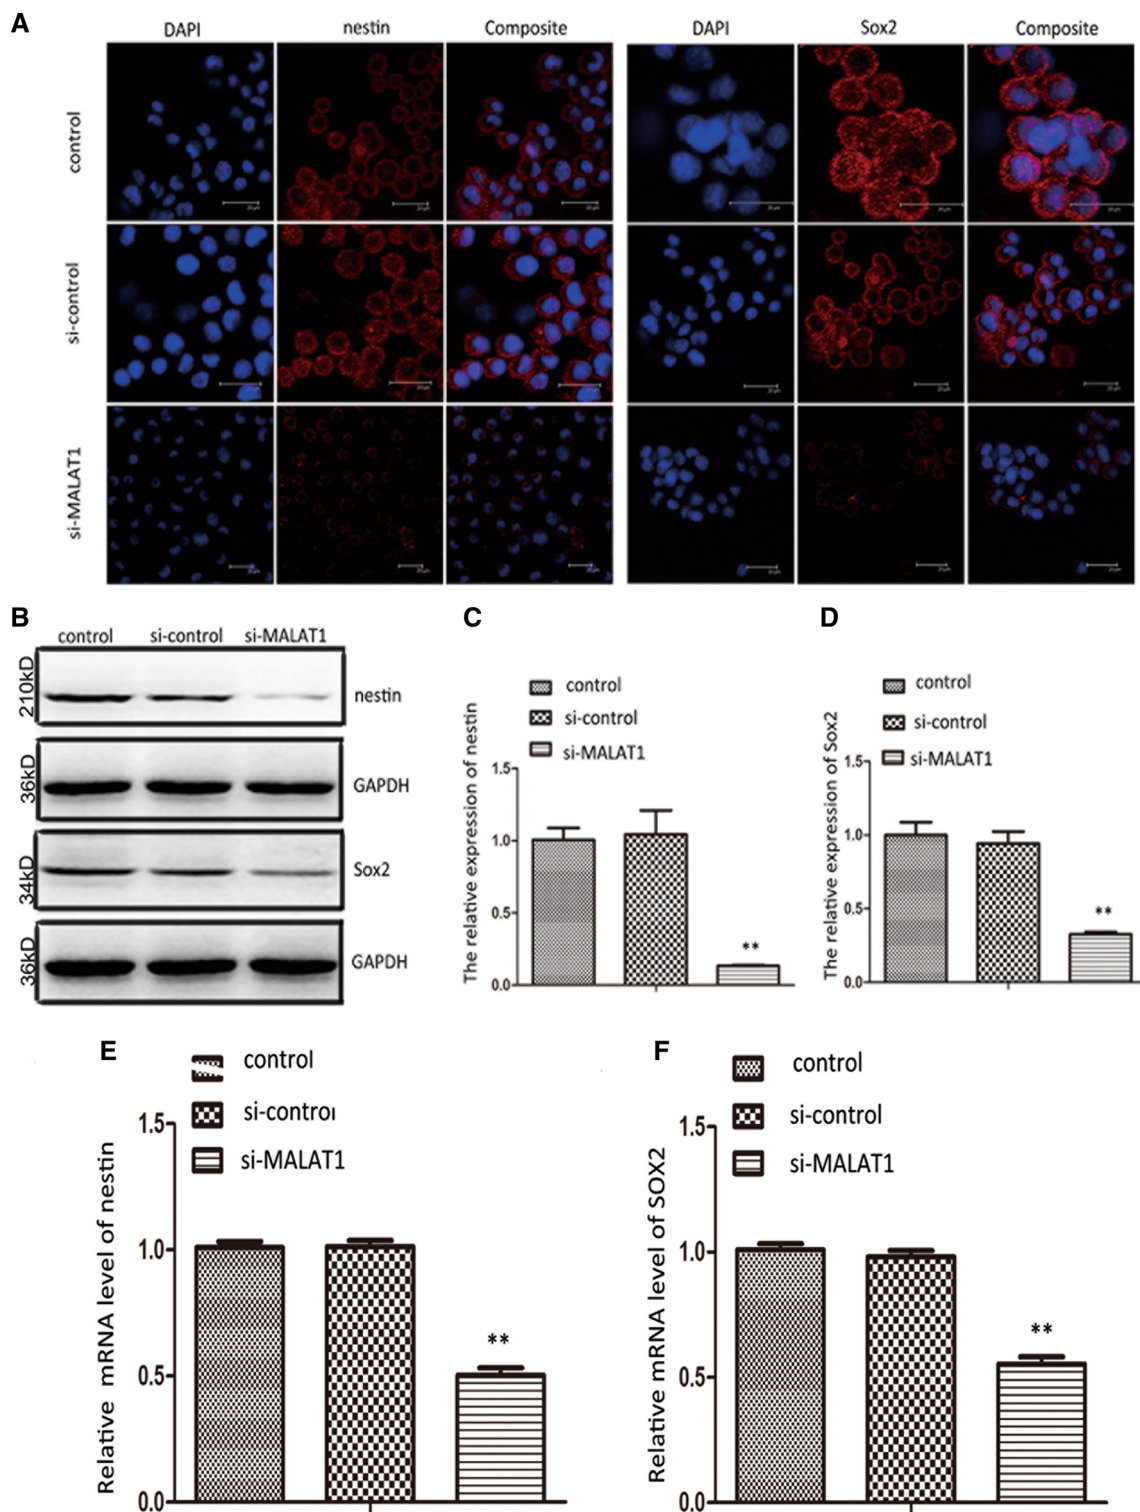 A
DAPI nestin Composite DAPI Sox2 Composite
control
si-control
si-MALAT1
B
control si-control si-MALAT1
210kD nestin
36kD GAPDH
34kD Sox2
36kD GAPDH
C
control
si-control
si-MALAT1
The relative expression of nestin
1.5
1.0
0.5
0.0
**
D
control
si-control
si-MALAT1
The relative expression of Sox2
1.5
1.0
0.5
0.0
**
E
control
si-control
si-MALAT1
Relative mRNA level of nestin
1.5
1.0
0.5
0.0
**
F
control
si-control
si-MALAT1
Relative mRNA level of SOX2
1.5
1.0
0.5
0.0
**